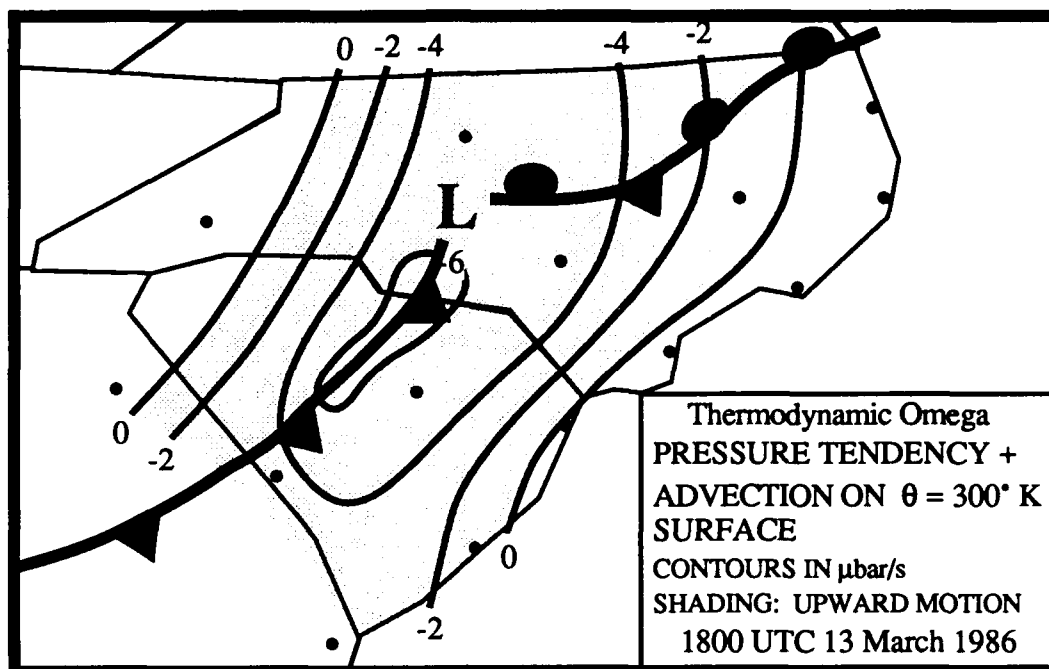 0 -2 -4 -4 -2
L
-6
0
-2
0
-2
Thermodynamic Omega
PRESSURE TENDENCY +
ADVECTION ON θ = 300° K
SURFACE
CONTOURS IN µbar/s
SHADING: UPWARD MOTION
1800 UTC 13 March 1986